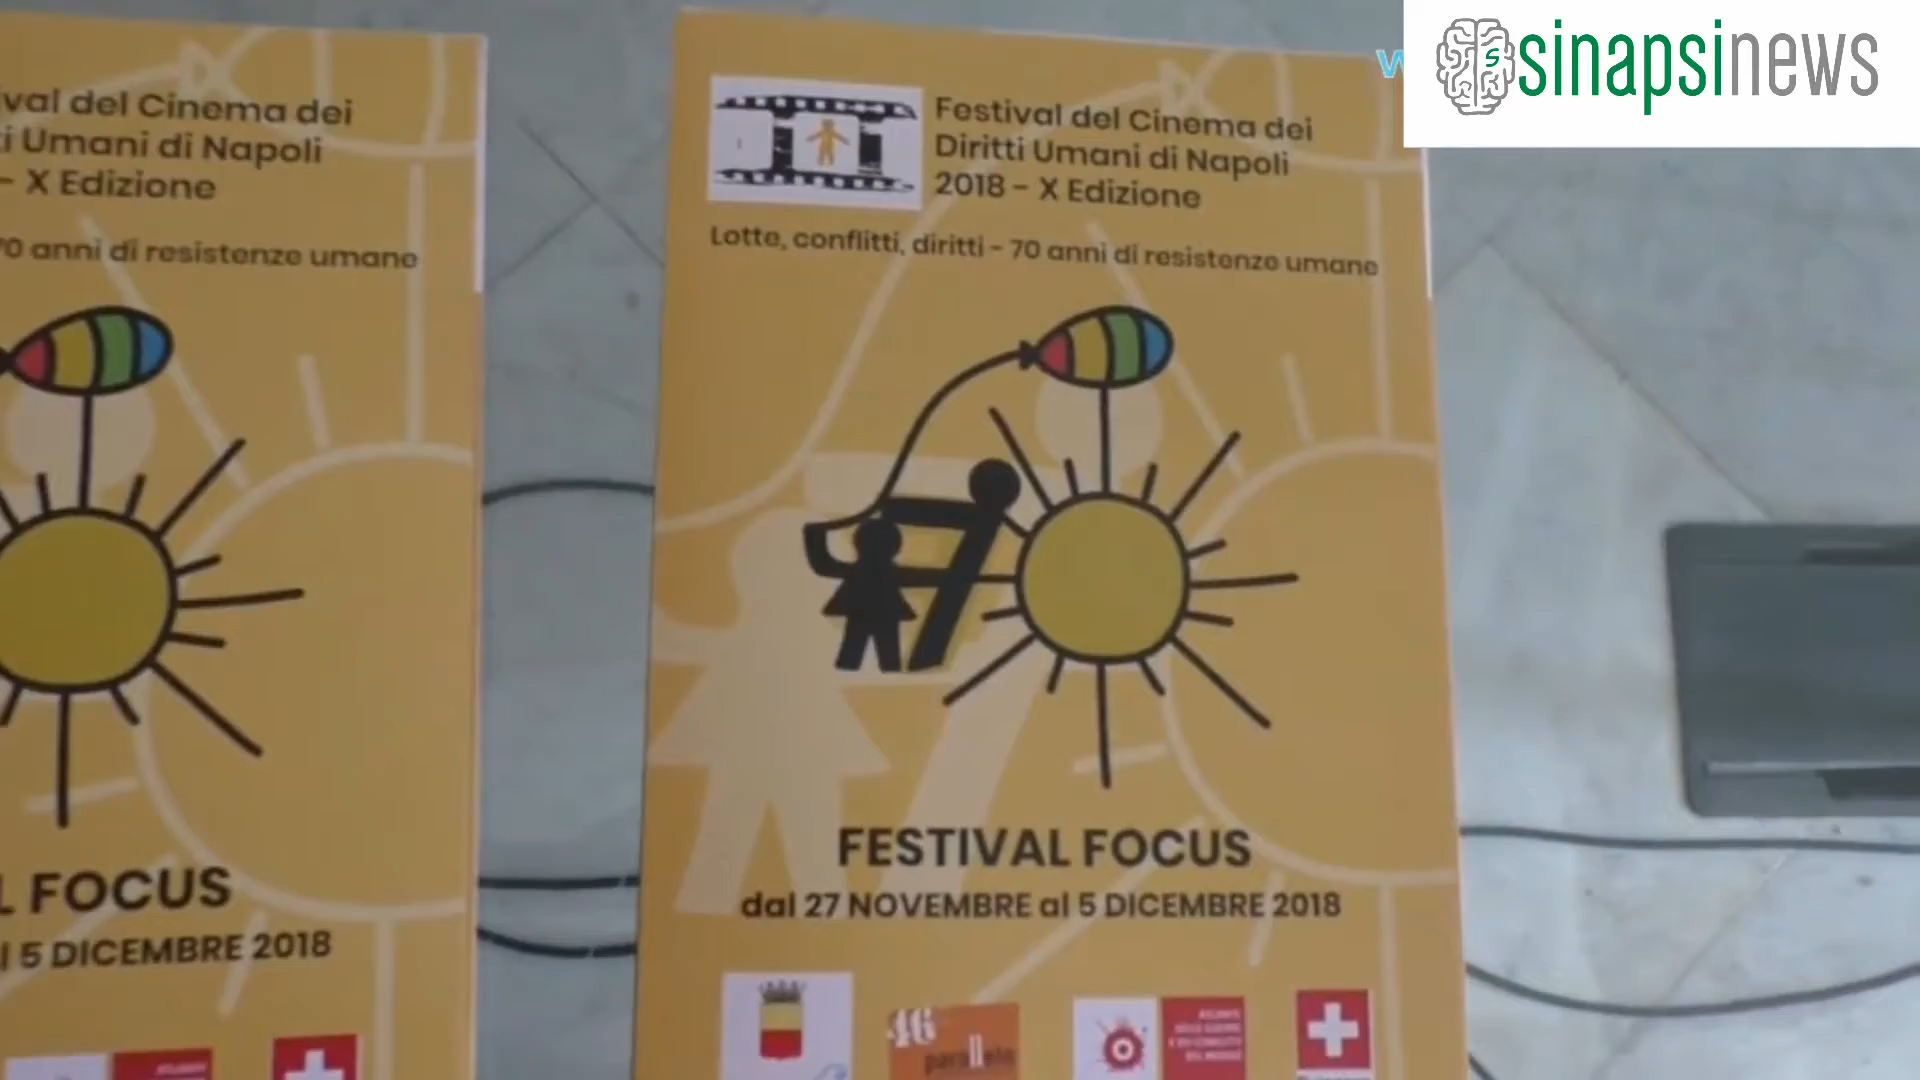 sinapsinews
ival del Cinema dei
i Umani di Napoli
- X Edizione
70 anni di resistenze umane
L FOCUS
l 5 DICEMBRE 2018
Festival del Cinema dei
Diritti Umani di Napoli
2018 - X Edizione
Lotte, conflitti, diritti - 70 anni di resistenze umane
FESTIVAL FOCUS
dal 27 NOVEMBRE al 5 DICEMBRE 2018
46
parallelo